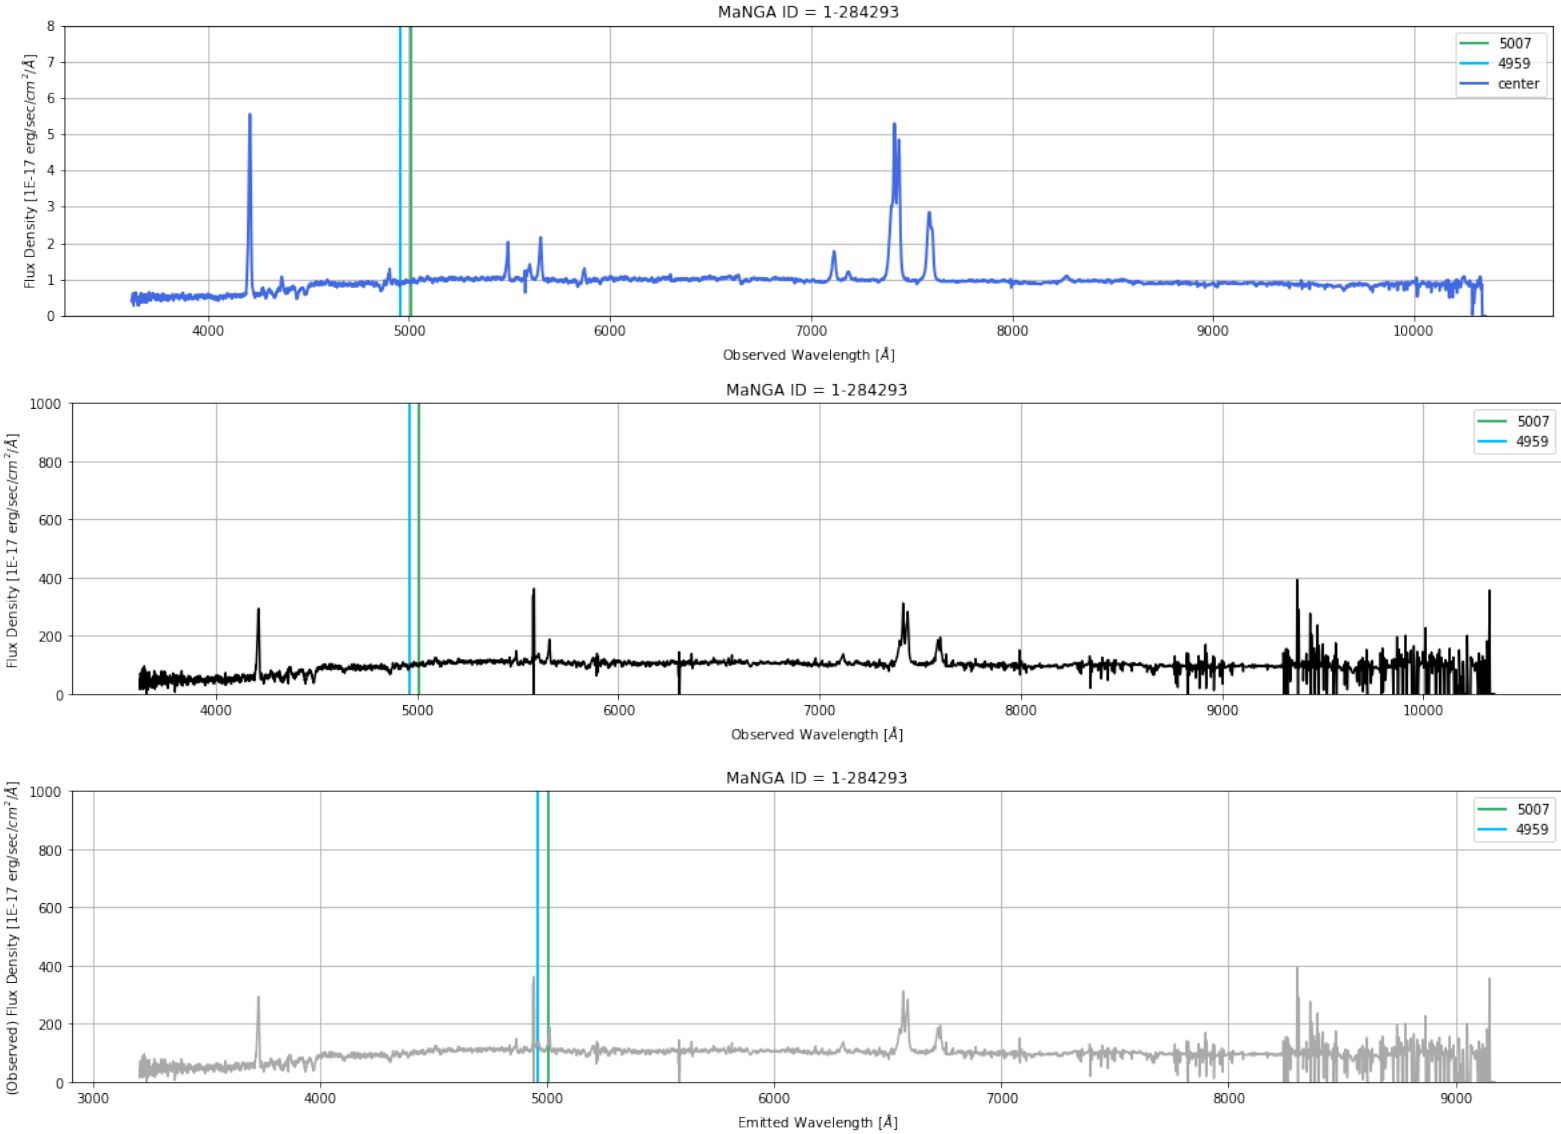 MaNGA ID = 1-284293
Flux Density [1E-17 erg/sec/cm²/Å]
8
7
6
5
4
3
2
1
0
5007
4959
center
4000 5000 6000 7000 8000 9000 10000
Observed Wavelength [Å]
MaNGA ID = 1-284293
Flux Density [1E-17 erg/sec/cm²/Å]
1000
800
600
400
200
0
5007
4959
4000 5000 6000 7000 8000 9000 10000
Observed Wavelength [Å]
MaNGA ID = 1-284293
(Observed) Flux Density [1E-17 erg/sec/cm²/Å]
1000
800
600
400
200
0
5007
4959
3000 4000 5000 6000 7000 8000 9000
Emitted Wavelength [Å]